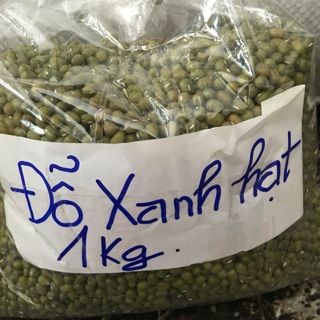 Đỗ Xanh hạt
1kg.